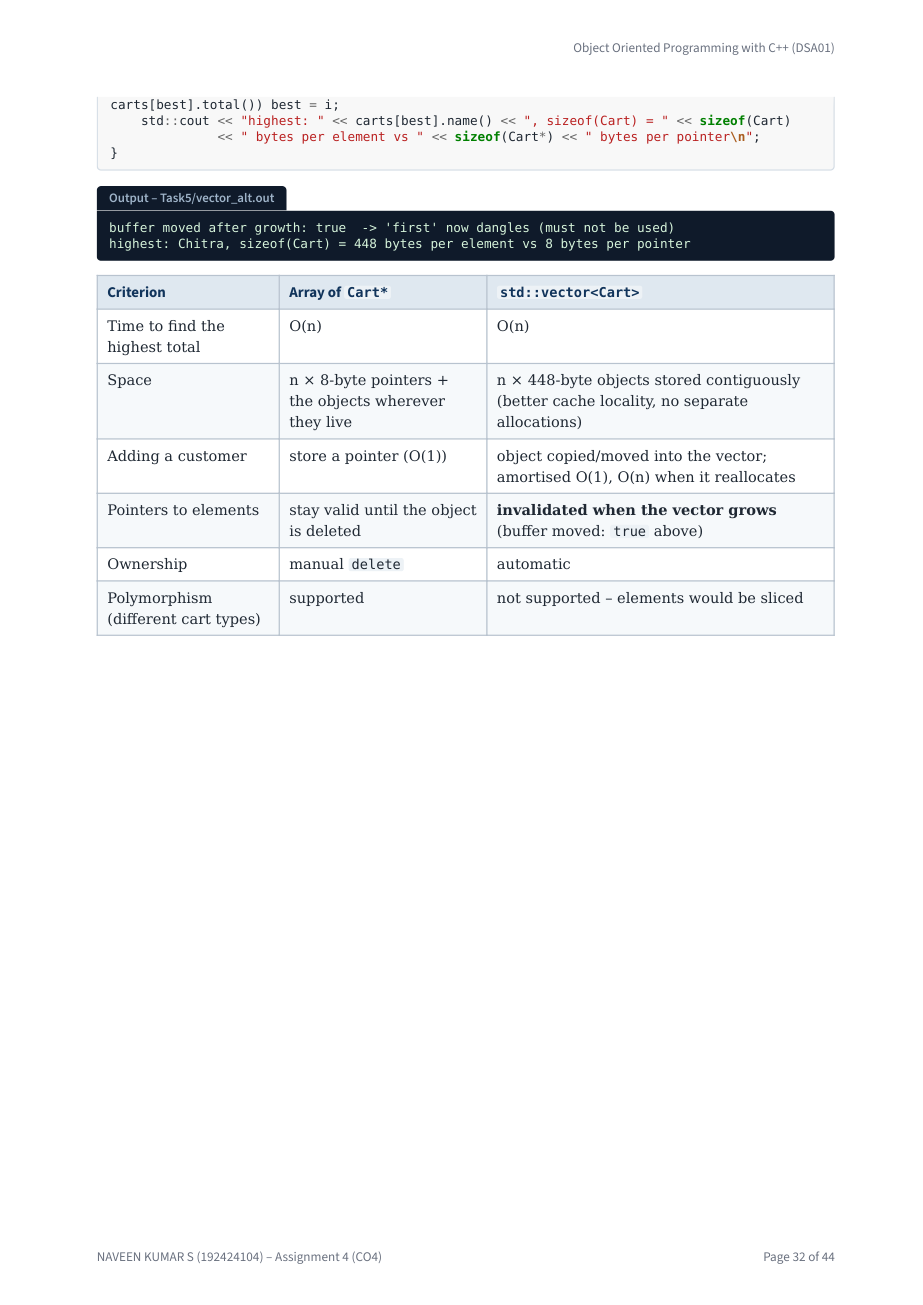 Object Oriented Programming with C++ (DSA01)
carts[best].total()) best = i;
    std::cout << "highest: " << carts[best].name() << ", sizeof(Cart) = " << sizeof(Cart)
              << " bytes per element vs " << sizeof(Cart*) << " bytes per pointer\n";
}
Output – Task5/vector_alt.out
buffer moved after growth: true  -> 'first' now dangles (must not be used)
highest: Chitra, sizeof(Cart) = 448 bytes per element vs 8 bytes per pointer
Criterion
Array of Cart*
std::vector<Cart>
Time to find the
highest total
O(n)
O(n)
Space
n × 8-byte pointers +
the objects wherever
they live
n × 448-byte objects stored contiguously
(better cache locality, no separate
allocations)
Adding a customer
store a pointer (O(1))
object copied/moved into the vector;
amortised O(1), O(n) when it reallocates
Pointers to elements
stay valid until the object
is deleted
invalidated when the vector grows
(buffer moved: true above)
Ownership
manual delete
automatic
Polymorphism
(different cart types)
supported
not supported – elements would be sliced
NAVEEN KUMAR S (192424104) – Assignment 4 (CO4)
Page 32 of 44